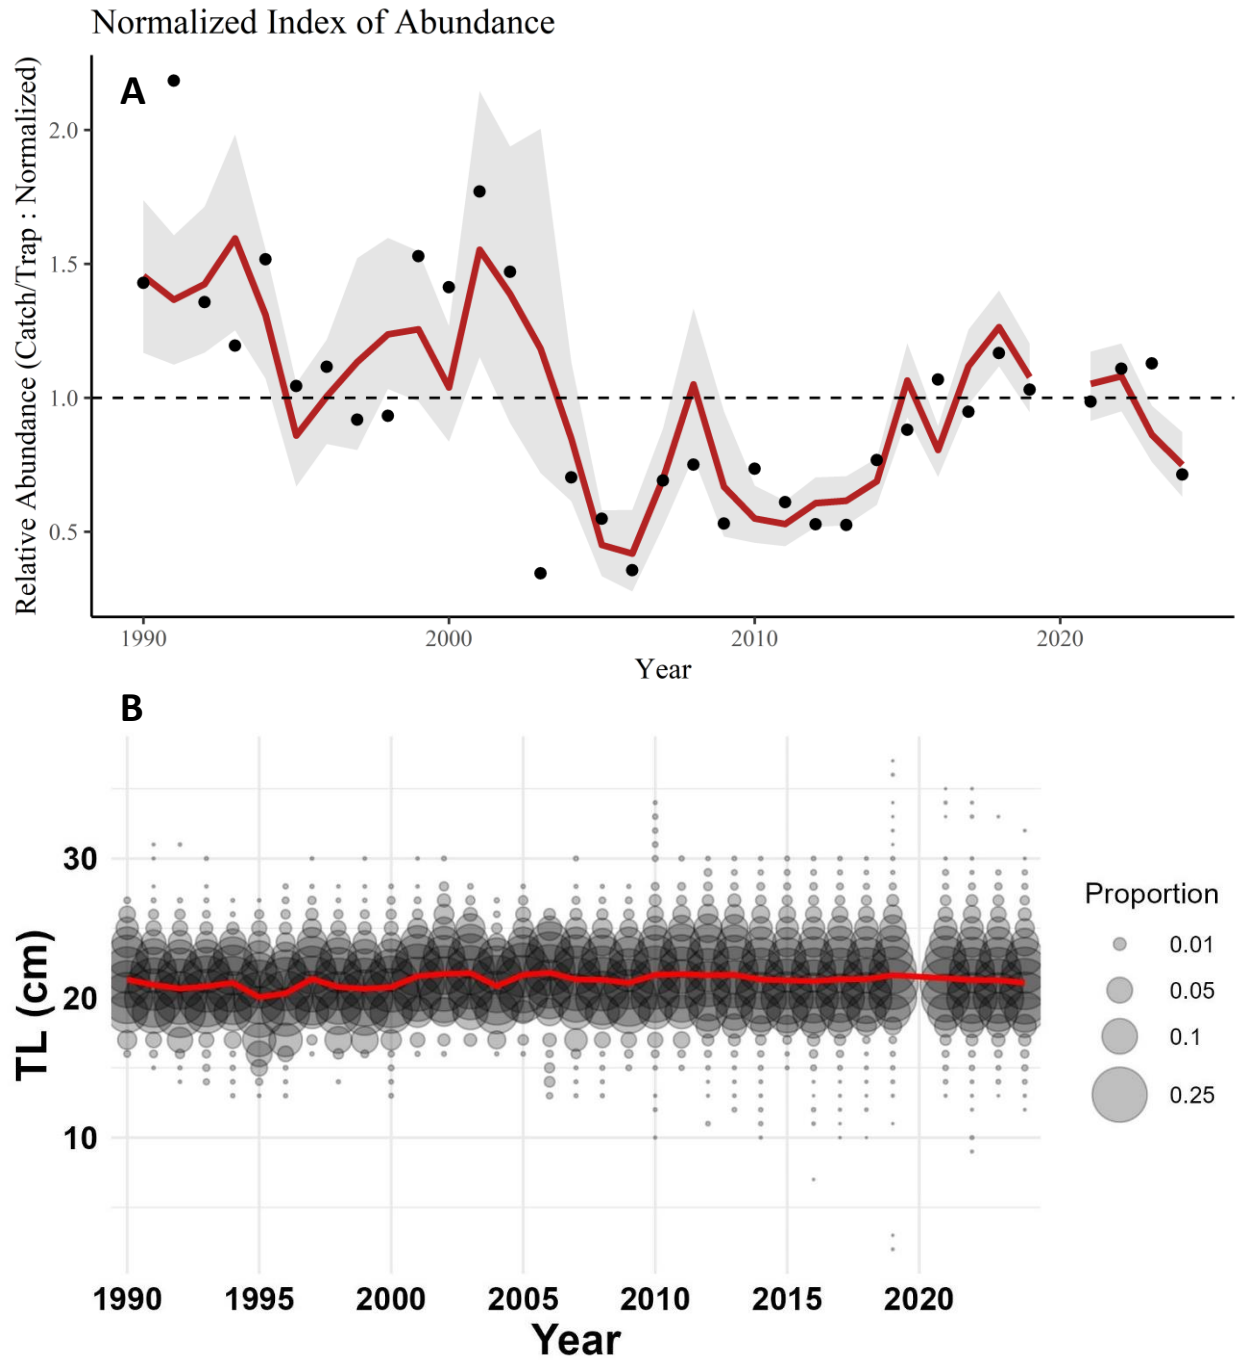 Normalized Index of Abundance
A
Relative Abundance (Catch/Trap : Normalized)
2.0
1.5
1.0
0.5
1990 2000 2010 2020
Year
B
TL (cm)
30
20
10
1990 1995 2000 2005 2010 2015 2020
Year
Proportion
0.01
0.05
0.1
0.25